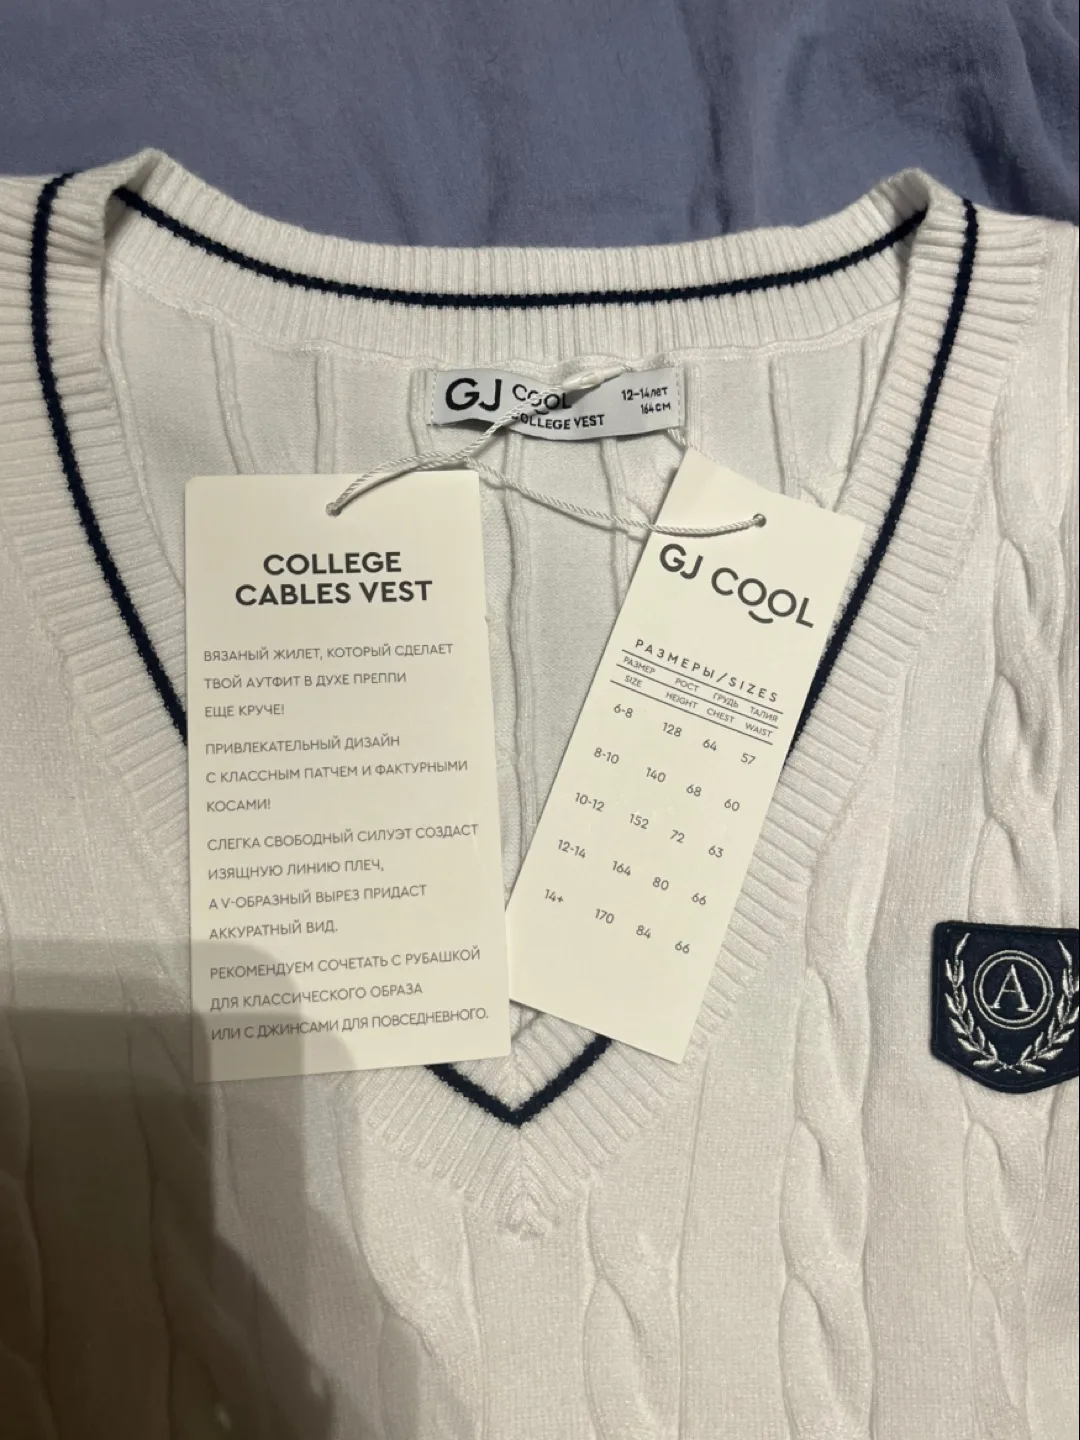 GJ COOL
COLLEGE VEST
12-14лет
164см
COLLEGE
CABLES VEST
ВЯЗАНЫЙ ЖИЛЕТ, КОТОРЫЙ СДЕЛАЕТ
ТВОЙ АУТФИТ В ДУХЕ ПРЕППИ
ЕЩЕ КРУЧЕ!
ПРИВЛЕКАТЕЛЬНЫЙ ДИЗАЙН
С КЛАССНЫМ ПАТЧЕМ И ФАКТУРНЫМИ
КОСАМИ!
СЛЕГКА СВОБОДНЫЙ СИЛУЭТ СОЗДАСТ
ИЗЯЩНУЮ ЛИНИЮ ПЛЕЧ,
А V-ОБРАЗНЫЙ ВЫРЕЗ ПРИДАСТ
АККУРАТНЫЙ ВИД.
РЕКОМЕНДУЕМ СОЧЕТАТЬ С РУБАШКОЙ
ДЛЯ КЛАССИЧЕСКОГО ОБРАЗА
ИЛИ С ДЖИНСАМИ ДЛЯ ПОВСЕДНЕВНОГО.
GJ COOL
РАЗМЕРЫ/SIZES
РАЗМЕР РОСТ ГРУДЬ ТАЛИЯ
SIZE HEIGHT CHEST WAIST
6-8 128 64 57
8-10 140 68 60
10-12 152 72 63
12-14 164 80 66
14+ 170 84 66
A